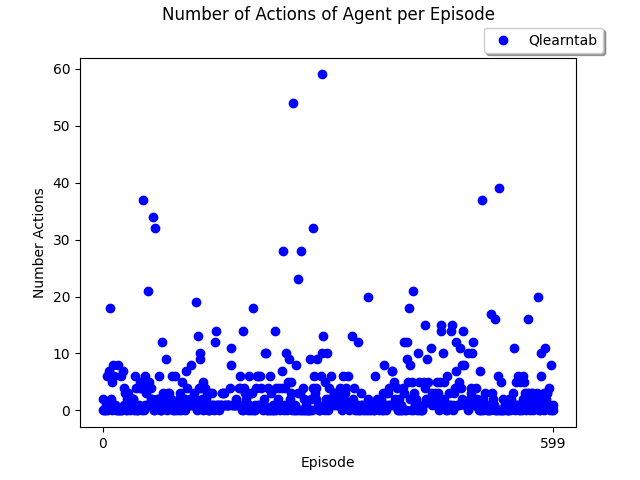 Number of Actions of Agent per Episode
Qlearntab
60
50
40
30
20
10
0
Number Actions
0 599
Episode